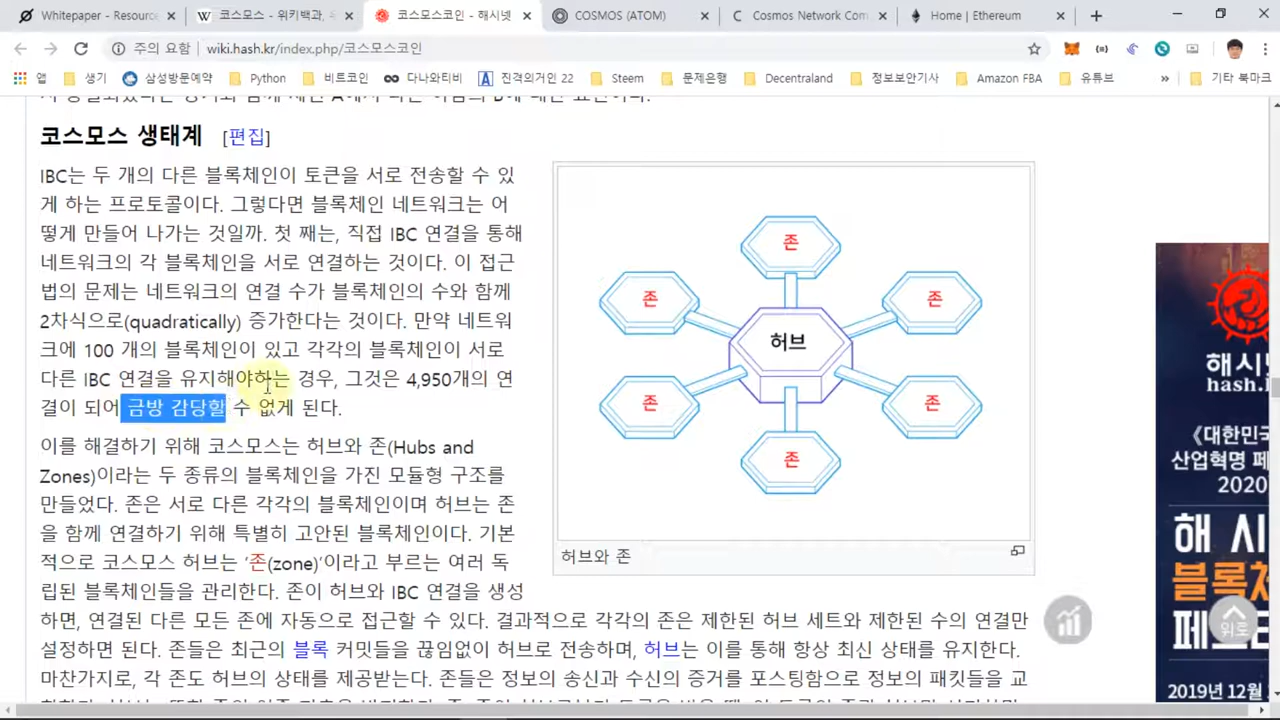 Whitepaper - Resourc
코스모스 - 위키백과, 우
코스모스코인 - 해시넷
COSMOS (ATOM)
Cosmos Network Com
Home | Ethereum
주의 요함
wiki.hash.kr/index.php/코스모스코인
앱
생기
삼성방문예약
Python
비트코인
다나와티비
진격의거인 22
Steem
문제은행
Decentraland
정보보안기사
Amazon FBA
유튜브
»
기타 북마크
코스모스 생태계 [편집]
IBC는 두 개의 다른 블록체인이 토큰을 서로 전송할 수 있
게 하는 프로토콜이다. 그렇다면 블록체인 네트워크는 어
떻게 만들어 나가는 것일까. 첫 째는, 직접 IBC 연결을 통해
네트워크의 각 블록체인을 서로 연결하는 것이다. 이 접근
법의 문제는 네트워크의 연결 수가 블록체인의 수와 함께
2차식으로(quadratically) 증가한다는 것이다. 만약 네트워
크에 100 개의 블록체인이 있고 각각의 블록체인이 서로
다른 IBC 연결을 유지해야하는 경우, 그것은 4,950개의 연
결이 되어 금방 감당할 수 없게 된다.
이를 해결하기 위해 코스모스는 허브와 존(Hubs and
Zones)이라는 두 종류의 블록체인을 가진 모듈형 구조를
만들었다. 존은 서로 다른 각각의 블록체인이며 허브는 존
을 함께 연결하기 위해 특별히 고안된 블록체인이다. 기본
적으로 코스모스 허브는 ‘존(zone)’이라고 부르는 여러 독
립된 블록체인들을 관리한다. 존이 허브와 IBC 연결을 생성
하면, 연결된 다른 모든 존에 자동으로 접근할 수 있다. 결과적으로 각각의 존은 제한된 허브 세트와 제한된 수의 연결만
설정하면 된다. 존들은 최근의 블록 커밋들을 끊임없이 허브로 전송하며, 허브는 이를 통해 항상 최신 상태를 유지한다.
마찬가지로, 각 존도 허브의 상태를 제공받는다. 존들은 정보의 송신과 수신의 증거를 포스팅함으로 정보의 패킷들을 교
존
존
존
허브
존
존
존
허브와 존
해시넷
hash.k
《대한민국
산업혁명 페
2020
해 시
블록체
페
위로
2019년 12월